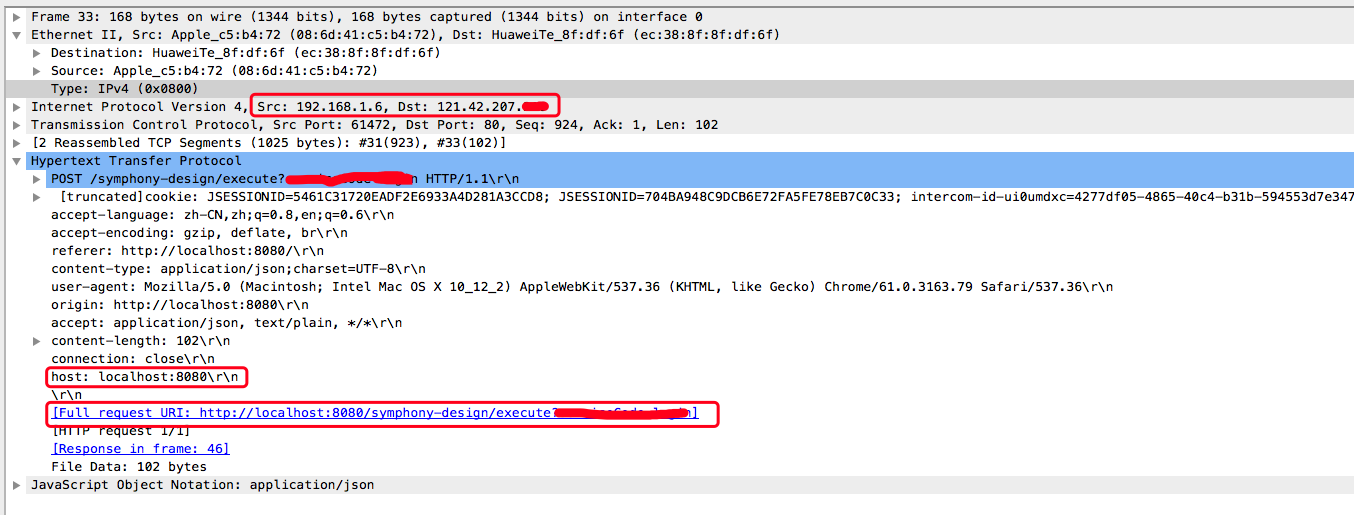 Frame 33: 168 bytes on wire (1344 bits), 168 bytes captured (1344 bits) on interface 0
Ethernet II, Src: Apple_c5:b4:72 (08:6d:41:c5:b4:72), Dst: HuaweiTe_8f:df:6f (ec:38:8f:8f:df:6f)
Destination: HuaweiTe_8f:df:6f (ec:38:8f:8f:df:6f)
Source: Apple_c5:b4:72 (08:6d:41:c5:b4:72)
Type: IPv4 (0x0800)
Internet Protocol Version 4, Src: 192.168.1.6, Dst: 121.42.207.
Transmission Control Protocol, Src Port: 61472, Dst Port: 80, Seq: 924, Ack: 1, Len: 102
[2 Reassembled TCP Segments (1025 bytes): #31(923), #33(102)]
Hypertext Transfer Protocol
POST /symphony-design/execute? HTTP/1.1\r\n
[truncated]cookie: JSESSIONID=5461C31720EADF2E6933A4D281A3CCD8; JSESSIONID=704BA948C9DCB6E72FA5FE78EB7C0C33; intercom-id-ui0umdxc=4277df05-4865-40c4-b31b-594553d7e347
accept-language: zh-CN,zh;q=0.8,en;q=0.6\r\n
accept-encoding: gzip, deflate, br\r\n
referer: http://localhost:8080/\r\n
content-type: application/json;charset=UTF-8\r\n
user-agent: Mozilla/5.0 (Macintosh; Intel Mac OS X 10_12_2) AppleWebKit/537.36 (KHTML, like Gecko) Chrome/61.0.3163.79 Safari/537.36\r\n
origin: http://localhost:8080\r\n
accept: application/json, text/plain, */*\r\n
content-length: 102\r\n
connection: close\r\n
host: localhost:8080\r\n
\r\n
[Full request URI: http://localhost:8080/symphony-design/execute?]
[HTTP request 1/1]
[Response in frame: 46]
File Data: 102 bytes
JavaScript Object Notation: application/json